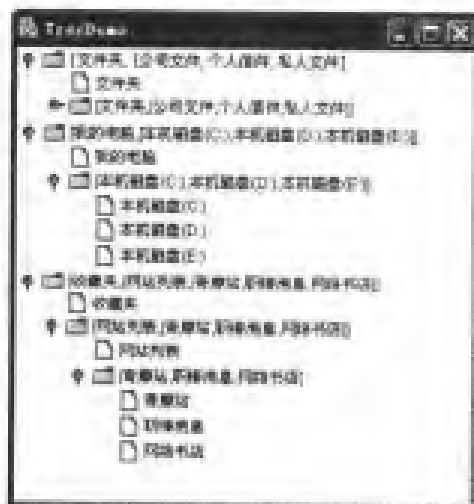 TreeDemo
[文件夹, [公司文件, 个人信件, 私人文件]
文件夹
[文件夹,[公司文件,个人信件,私人文件]]
我的电脑,[本机磁盘(C:),本机磁盘(D:),本机磁盘(E:)]]
我的电脑
[本机磁盘(C:),本机磁盘(D:),本机磁盘(E:)]
本机磁盘(C:)
本机磁盘(D:)
本机磁盘(E:)
收藏夹,[网站列表,[奇摩站,职棒消息,网络书店]]
收藏夹
[网站列表,[奇摩站,职棒消息,网络书店]]
网站列表
[奇摩站,职棒消息,网络书店]
奇摩站
职棒消息
网络书店